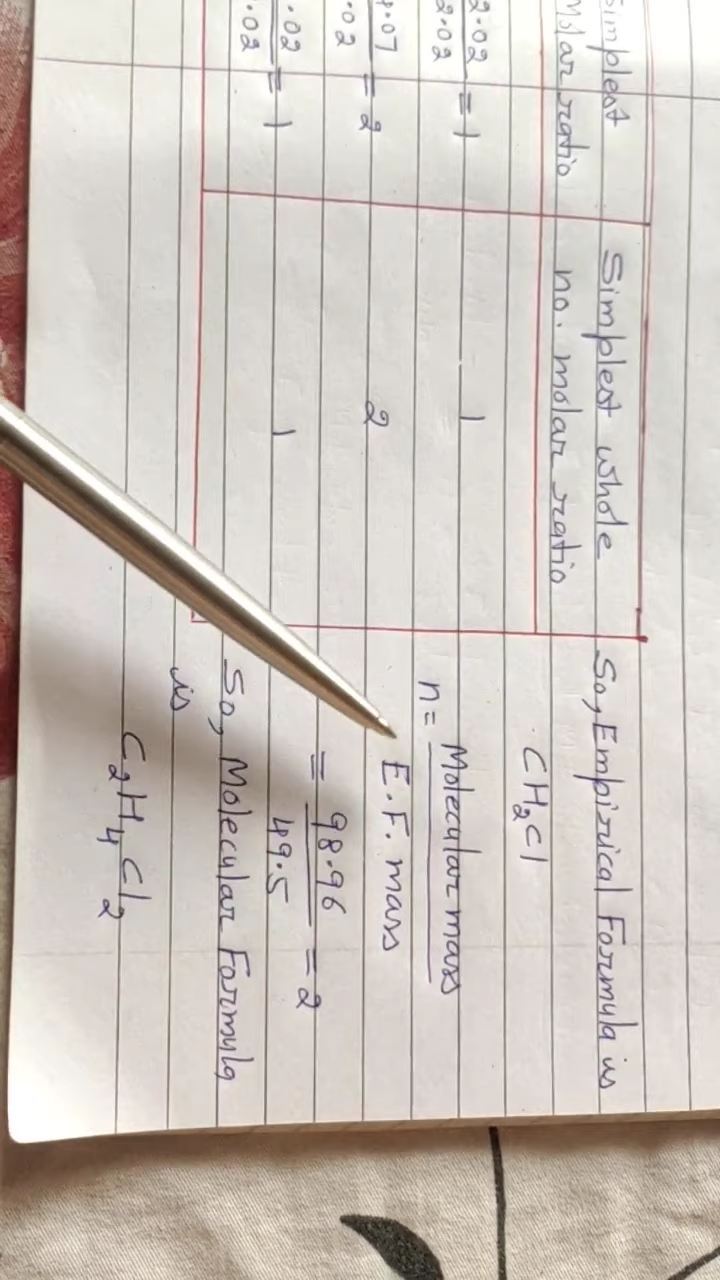 Simplest
Molar ratio
2.02
2.02
= 1
.07
.02
= 2
.02
.02
= 1
Simplest whole
no. molar ratio
1
2
1
So, Empirical Formula is
CH₂Cl
n = Molecular mass
E.F. mass
= 98.96
49.5
= 2
So, Molecular Formula
is
C₂H₄Cl₂